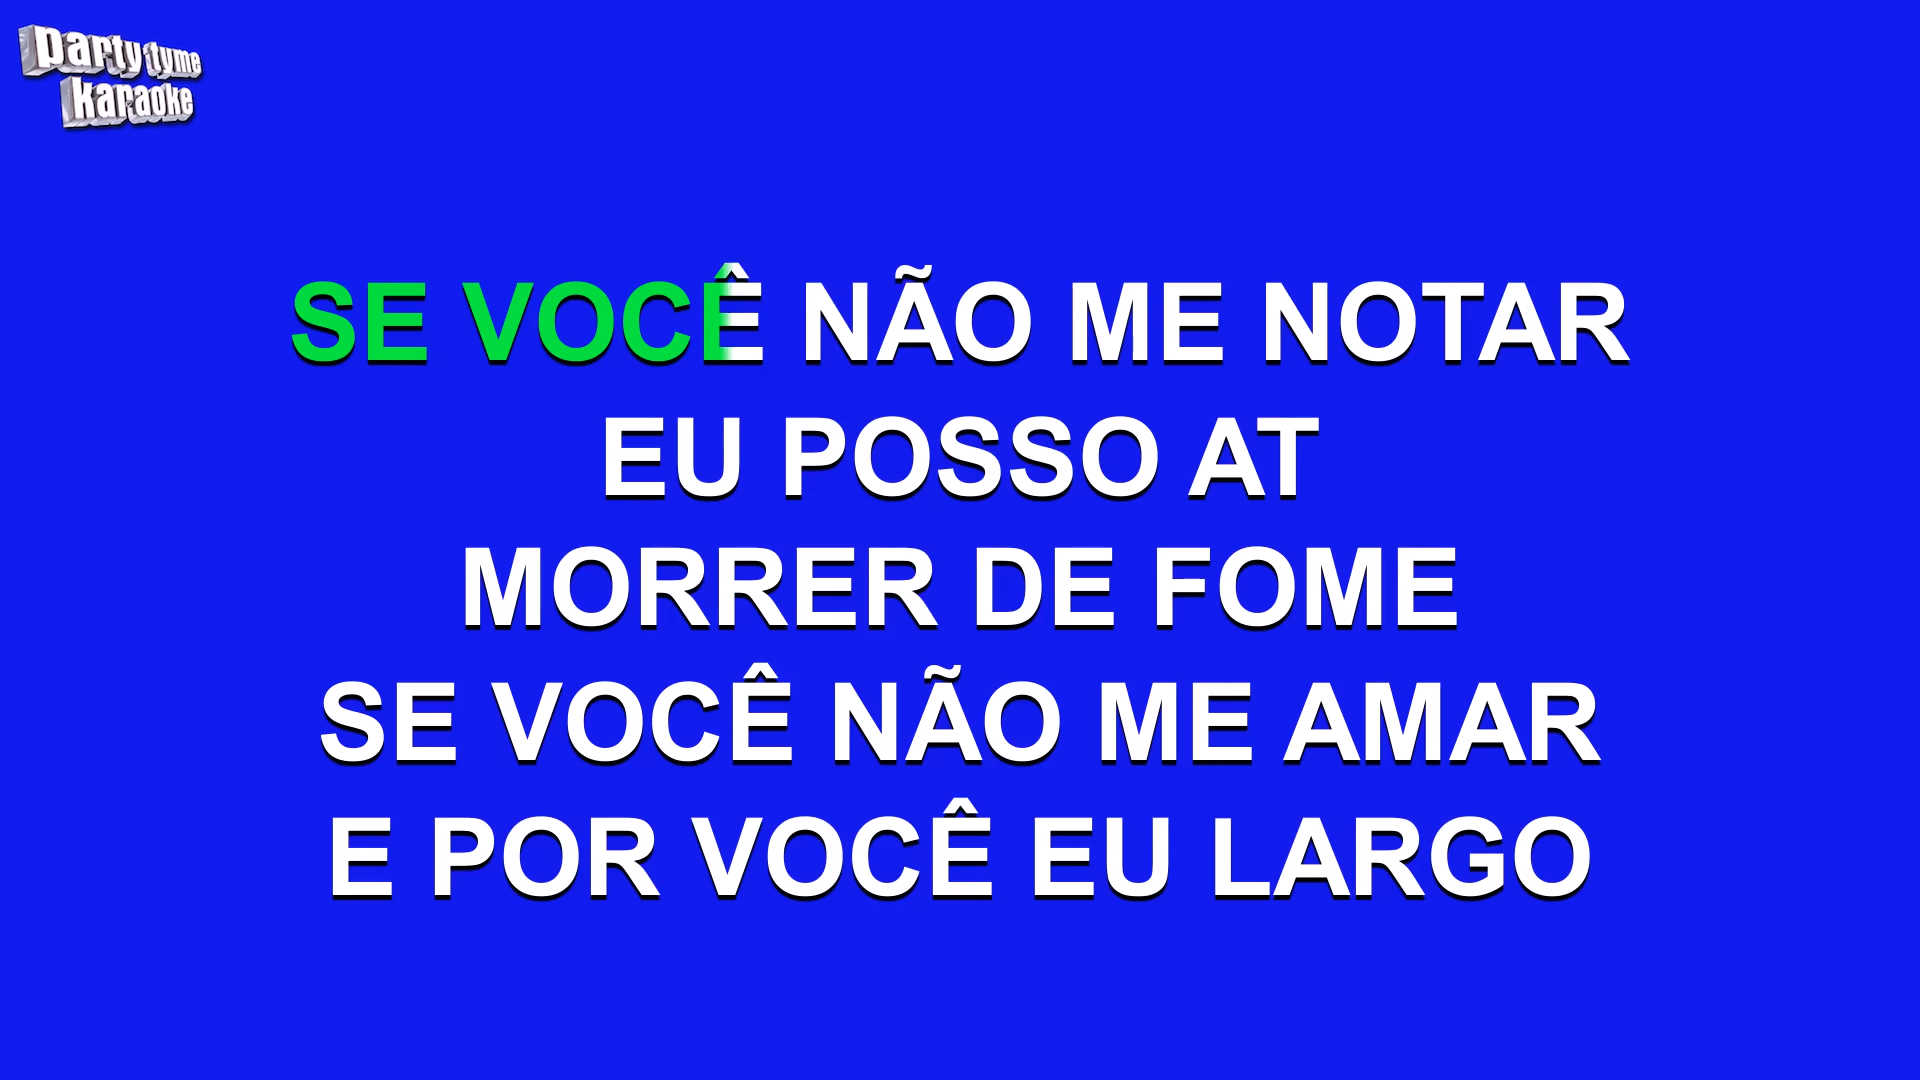 party tyme
karaoke
SE VOCÊ NÃO ME NOTAR
EU POSSO AT
MORRER DE FOME
SE VOCÊ NÃO ME AMAR
E POR VOCÊ EU LARGO